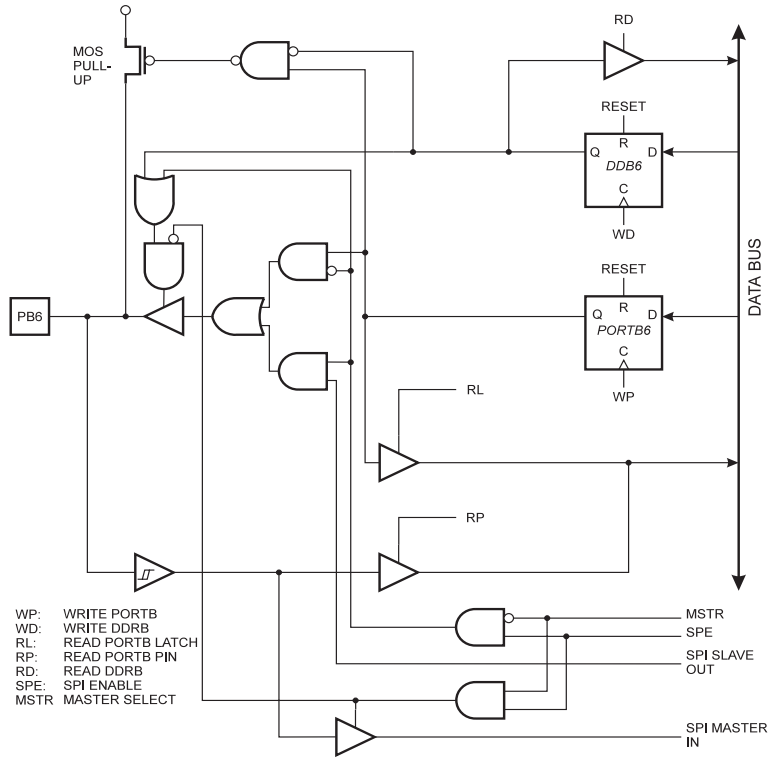 RD
MOS
PULL-
UP
RESET
R
Q
D
DDB6
C
WD
DATA BUS
RESET
R
Q
D
PORTB6
C
WP
PB6
RL
RP
MSTR
SPE
SPI SLAVE
OUT
SPI MASTER
IN
WP: WRITE PORTB
WD: WRITE DDRB
RL: READ PORTB LATCH
RP: READ PORTB PIN
RD: READ DDRB
SPE: SPI ENABLE
MSTR MASTER SELECT